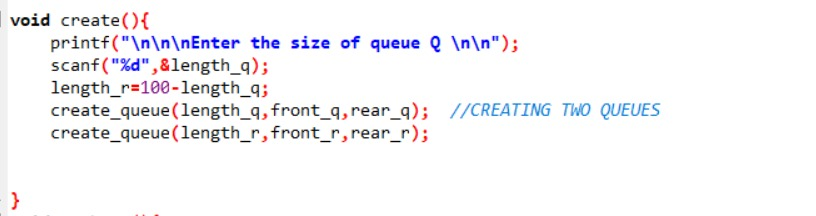 void create(){
printf("\n\n\nEnter the size of queue Q \n\n");
scanf("%d",&length_q);
length_r=100-length_q;
create_queue(length_q,front_q,rear_q);  //CREATING TWO QUEUES
create_queue(length_r,front_r,rear_r);
}